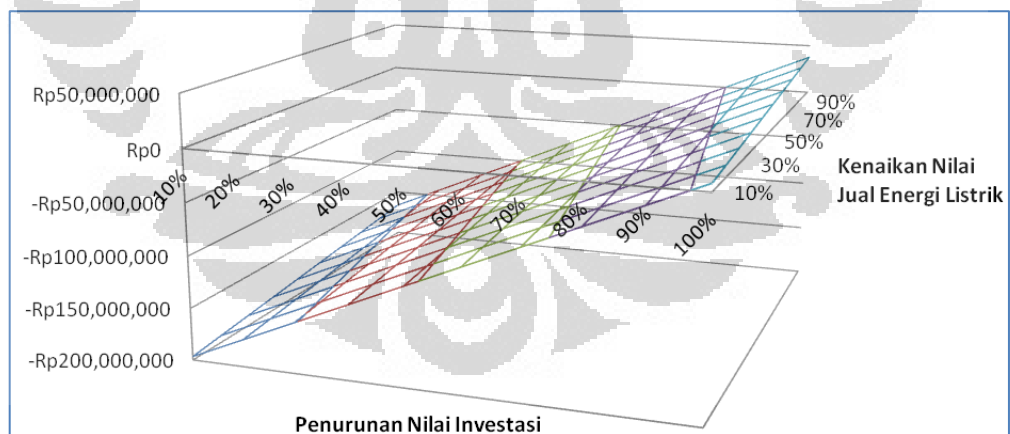 Rp50,000,000
Rp0
-Rp50,000,000
-Rp100,000,000
-Rp150,000,000
-Rp200,000,000
10%
20%
30%
40%
50%
60%
70%
80%
90%
100%
90%
70%
50%
30%
10%
Kenaikan Nilai
Jual Energi Listrik
Penurunan Nilai Investasi